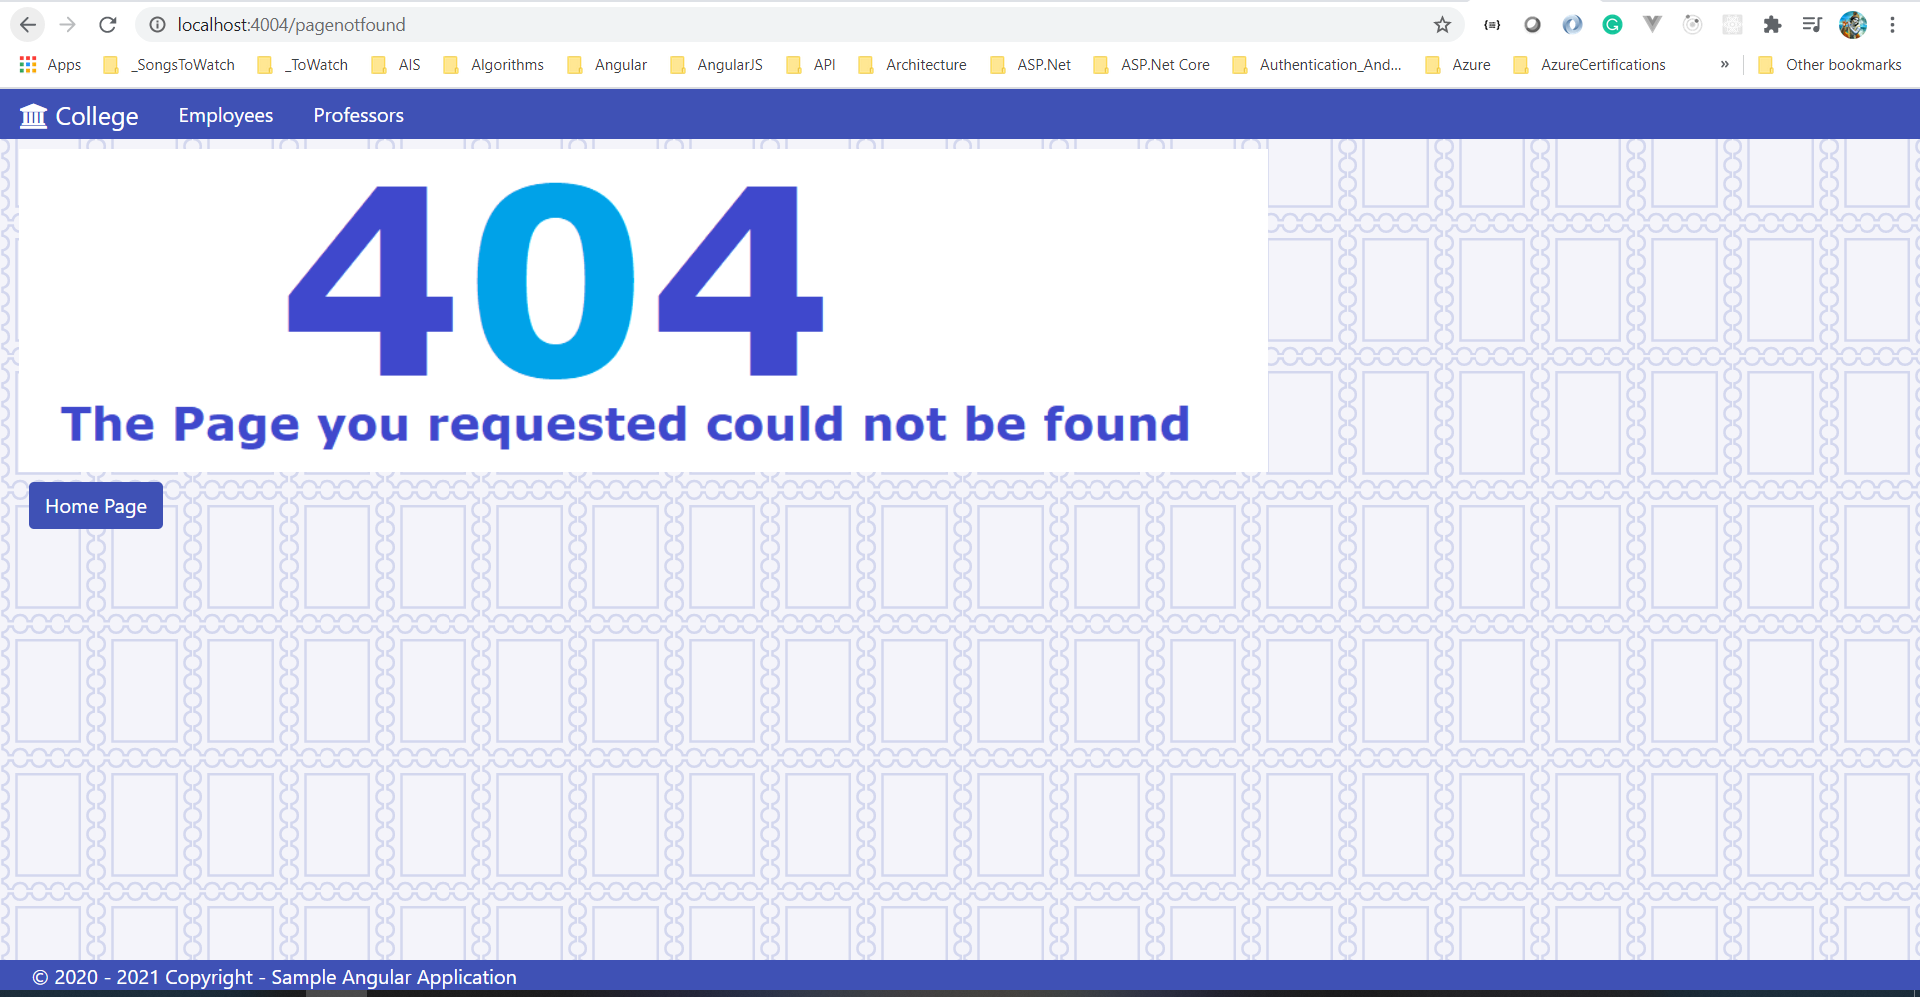 localhost:4004/pagenotfound
Apps _SongsToWatch _ToWatch AIS Algorithms Angular AngularJS API Architecture ASP.Net ASP.Net Core Authentication_And... Azure AzureCertifications » Other bookmarks
College Employees Professors
404
The Page you requested could not be found
Home Page
© 2020 - 2021 Copyright - Sample Angular Application